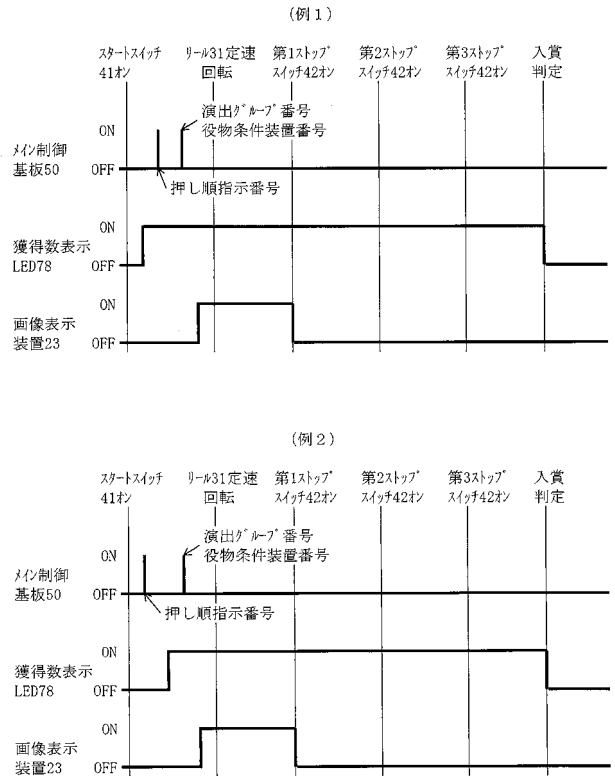 (例１)
スタートスイッチ リール31定速 第1ストップ 第2ストップ 第3ストップ 入賞
41オン 回転 スイッチ42オン スイッチ42オン スイッチ42オン 判定
演出グループ番号
ON 役物条件装置番号
メイン制御
基板50 OFF
押し順指示番号
ON
獲得数表示
LED78 OFF
ON
画像表示
装置23 OFF
(例２)
スタートスイッチ リール31定速 第1ストップ 第2ストップ 第3ストップ 入賞
41オン 回転 スイッチ42オン スイッチ42オン スイッチ42オン 判定
演出グループ番号
ON 役物条件装置番号
メイン制御
基板50 OFF
押し順指示番号
ON
獲得数表示
LED78 OFF
ON
画像表示
装置23 OFF